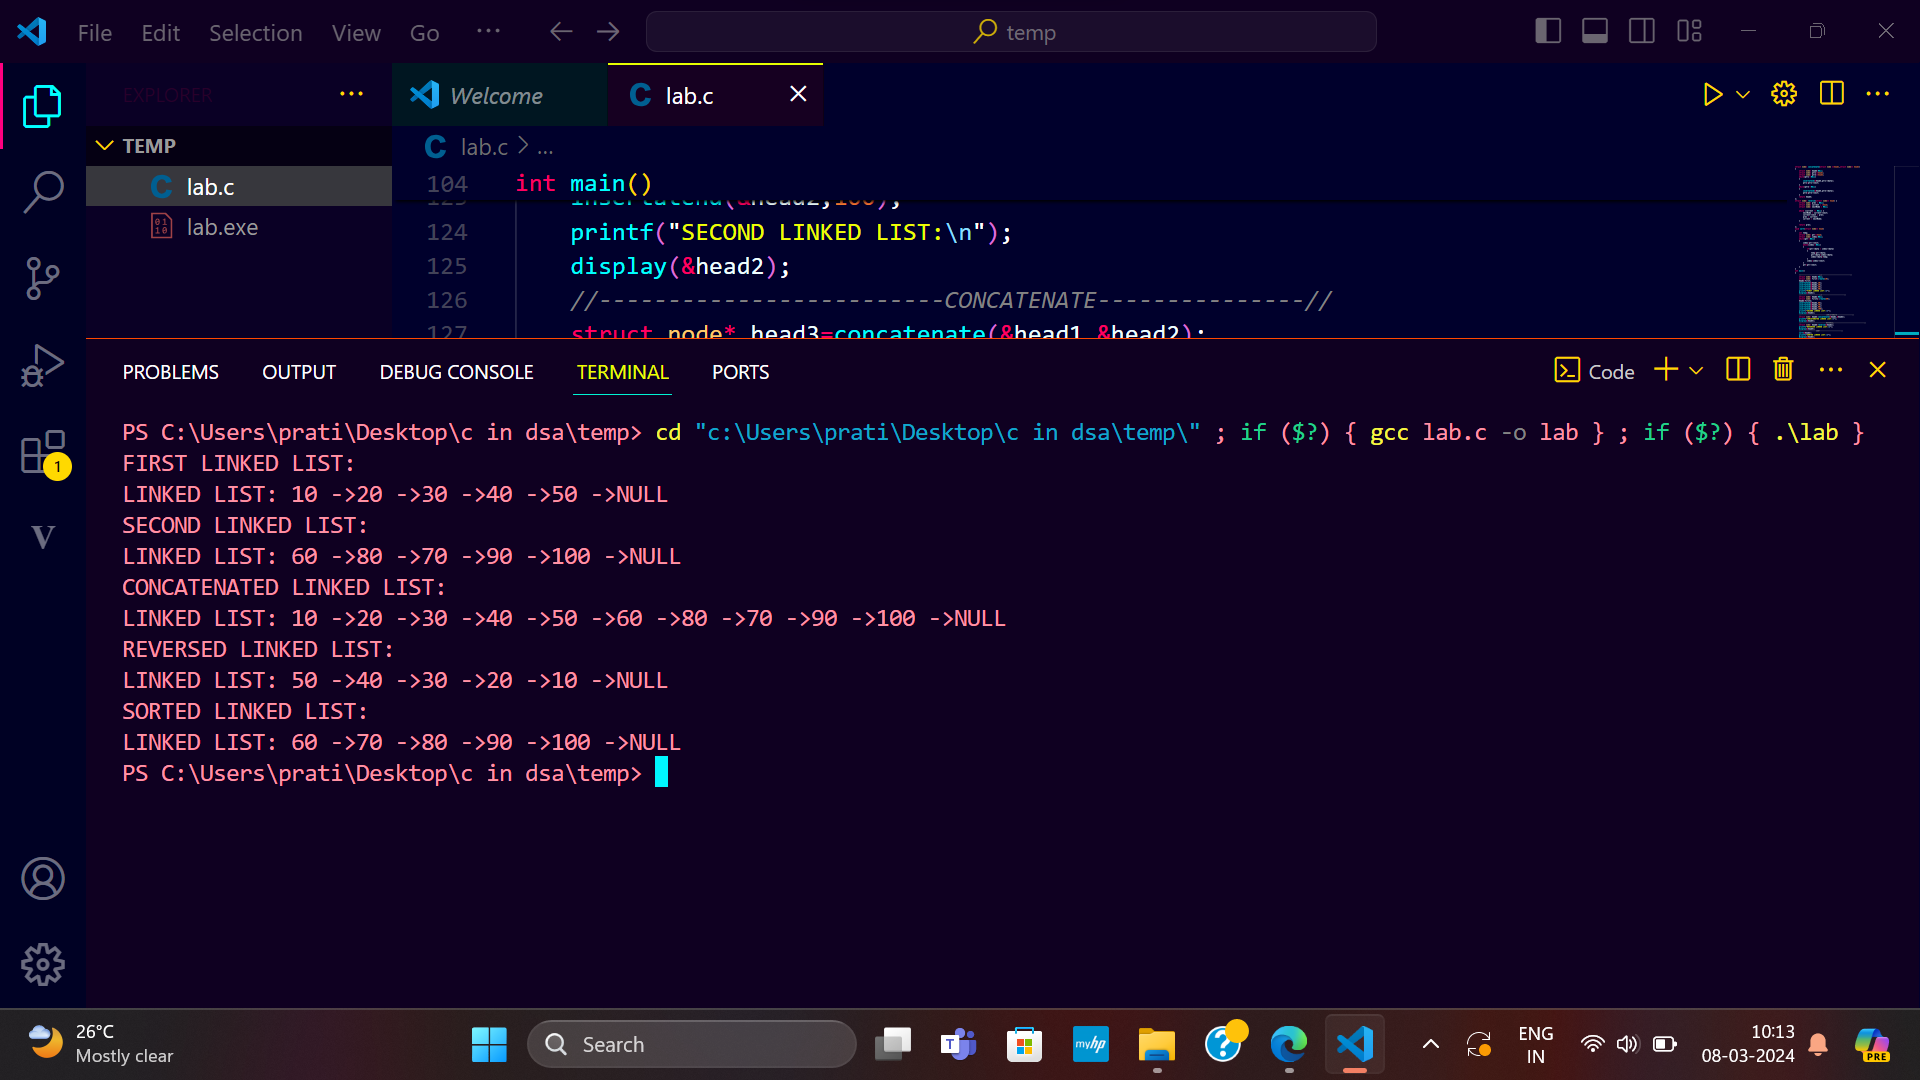 File Edit Selection View Go ...
temp
EXPLORER ...
Welcome
lab.c
TEMP
lab.c
lab.exe
lab.c > ...
104 int main()
insertatend(&head2,100);
124 printf("SECOND LINKED LIST:\n");
125 display(&head2);
126 //-------------------------CONCATENATE---------------//
127 struct node* head3=concatenate(&head1,&head2);
PROBLEMS OUTPUT DEBUG CONSOLE TERMINAL PORTS
Code
PS C:\Users\prati\Desktop\c in dsa\temp> cd "c:\Users\prati\Desktop\c in dsa\temp\" ; if ($?) { gcc lab.c -o lab } ; if ($?) { .\lab }
FIRST LINKED LIST:
LINKED LIST: 10 ->20 ->30 ->40 ->50 ->NULL
SECOND LINKED LIST:
LINKED LIST: 60 ->80 ->70 ->90 ->100 ->NULL
CONCATENATED LINKED LIST:
LINKED LIST: 10 ->20 ->30 ->40 ->50 ->60 ->80 ->70 ->90 ->100 ->NULL
REVERSED LINKED LIST:
LINKED LIST: 50 ->40 ->30 ->20 ->10 ->NULL
SORTED LINKED LIST:
LINKED LIST: 60 ->70 ->80 ->90 ->100 ->NULL
PS C:\Users\prati\Desktop\c in dsa\temp>
1
V
26°C
Mostly clear
Search
T
myhp
ENG
IN
10:13
08-03-2024
PRE